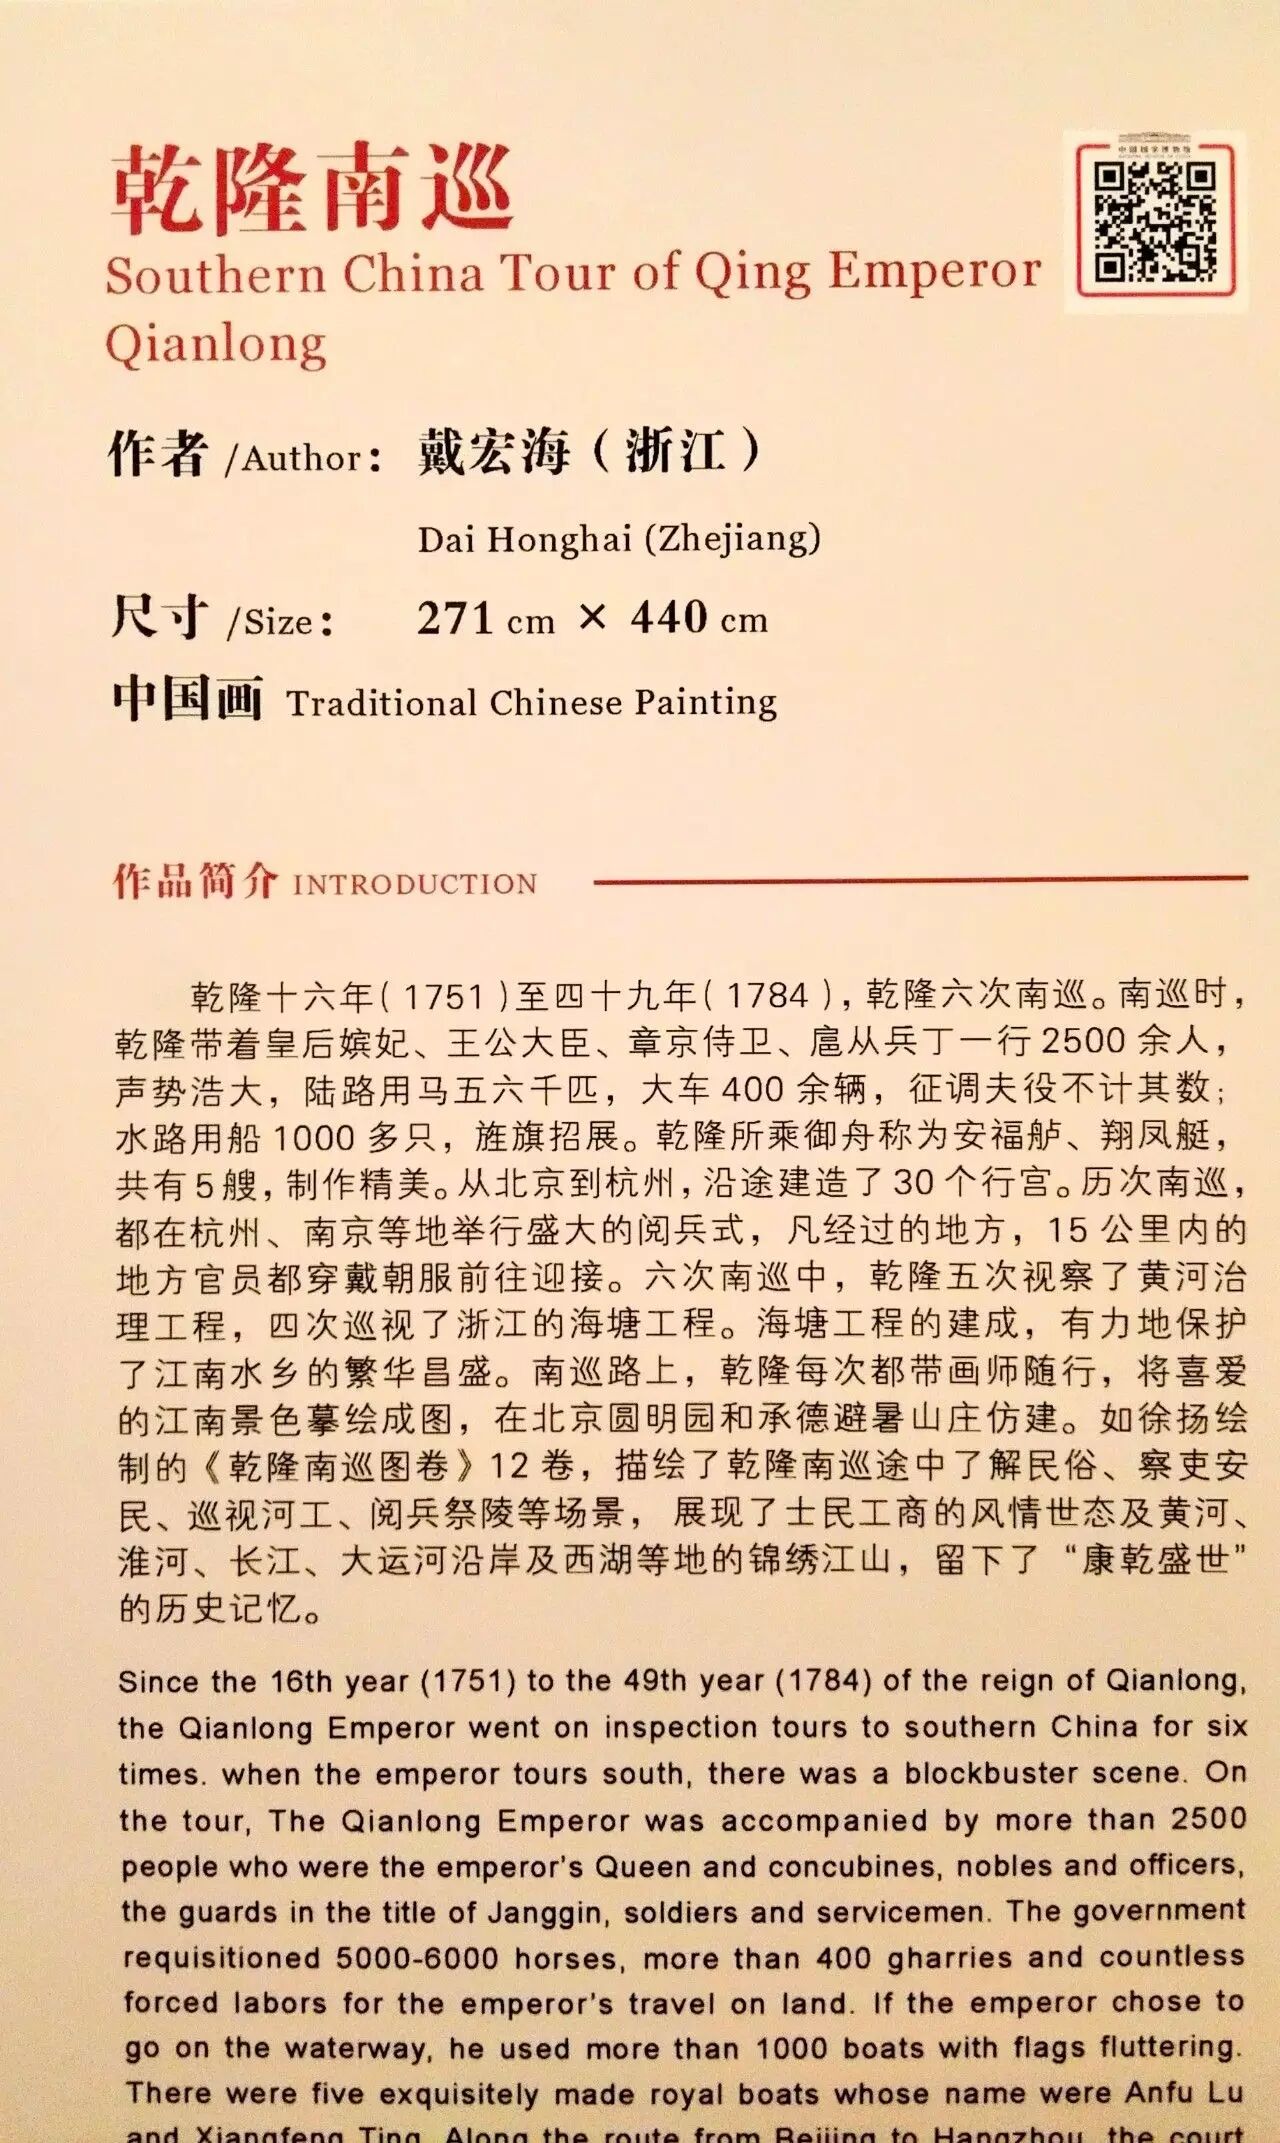 中国国家博物馆
乾隆南巡
Southern China Tour of Qing Emperor
Qianlong
作者 /Author： 戴宏海（浙江）
Dai Honghai (Zhejiang)
尺寸 /Size： 271 cm × 440 cm
中国画 Traditional Chinese Painting
作品简介 INTRODUCTION
乾隆十六年（1751）至四十九年（1784），乾隆六次南巡。南巡时，
乾隆带着皇后嫔妃、王公大臣、章京侍卫、扈从兵丁一行 2500 余人，
声势浩大，陆路用马五六千匹，大车 400 余辆，征调夫役不计其数；
水路用船 1000 多只，旌旗招展。乾隆所乘御舟称为安福舻、翔凤艇，
共有 5 艘，制作精美。从北京到杭州，沿途建造了 30 个行宫。历次南巡，
都在杭州、南京等地举行盛大的阅兵式，凡经过的地方，15 公里内的
地方官员都穿戴朝服前往迎接。六次南巡中，乾隆五次视察了黄河治
理工程，四次巡视了浙江的海塘工程。海塘工程的建成，有力地保护
了江南水乡的繁华昌盛。南巡路上，乾隆每次都带画师随行，将喜爱
的江南景色摹绘成图，在北京圆明园和承德避暑山庄仿建。如徐扬绘
制的《乾隆南巡图卷》12 卷，描绘了乾隆南巡途中了解民俗、察吏安
民、巡视河工、阅兵祭陵等场景，展现了士民工商的风情世态及黄河、
淮河、长江、大运河沿岸及西湖等地的锦绣江山，留下了“康乾盛世”
的历史记忆。
Since the 16th year (1751) to the 49th year (1784) of the reign of Qianlong,
the Qianlong Emperor went on inspection tours to southern China for six
times. when the emperor tours south, there was a blockbuster scene. On
the tour, The Qianlong Emperor was accompanied by more than 2500
people who were the emperor's Queen and concubines, nobles and officers,
the guards in the title of Janggin, soldiers and servicemen. The government
requisitioned 5000-6000 horses, more than 400 gharries and countless
forced labors for the emperor's travel on land. If the emperor chose to
go on the waterway, he used more than 1000 boats with flags fluttering.
There were five exquisitely made royal boats whose name were Anfu Lu
and Xiangfeng Ting. Along the route from Beijing to Hangzhou, the court